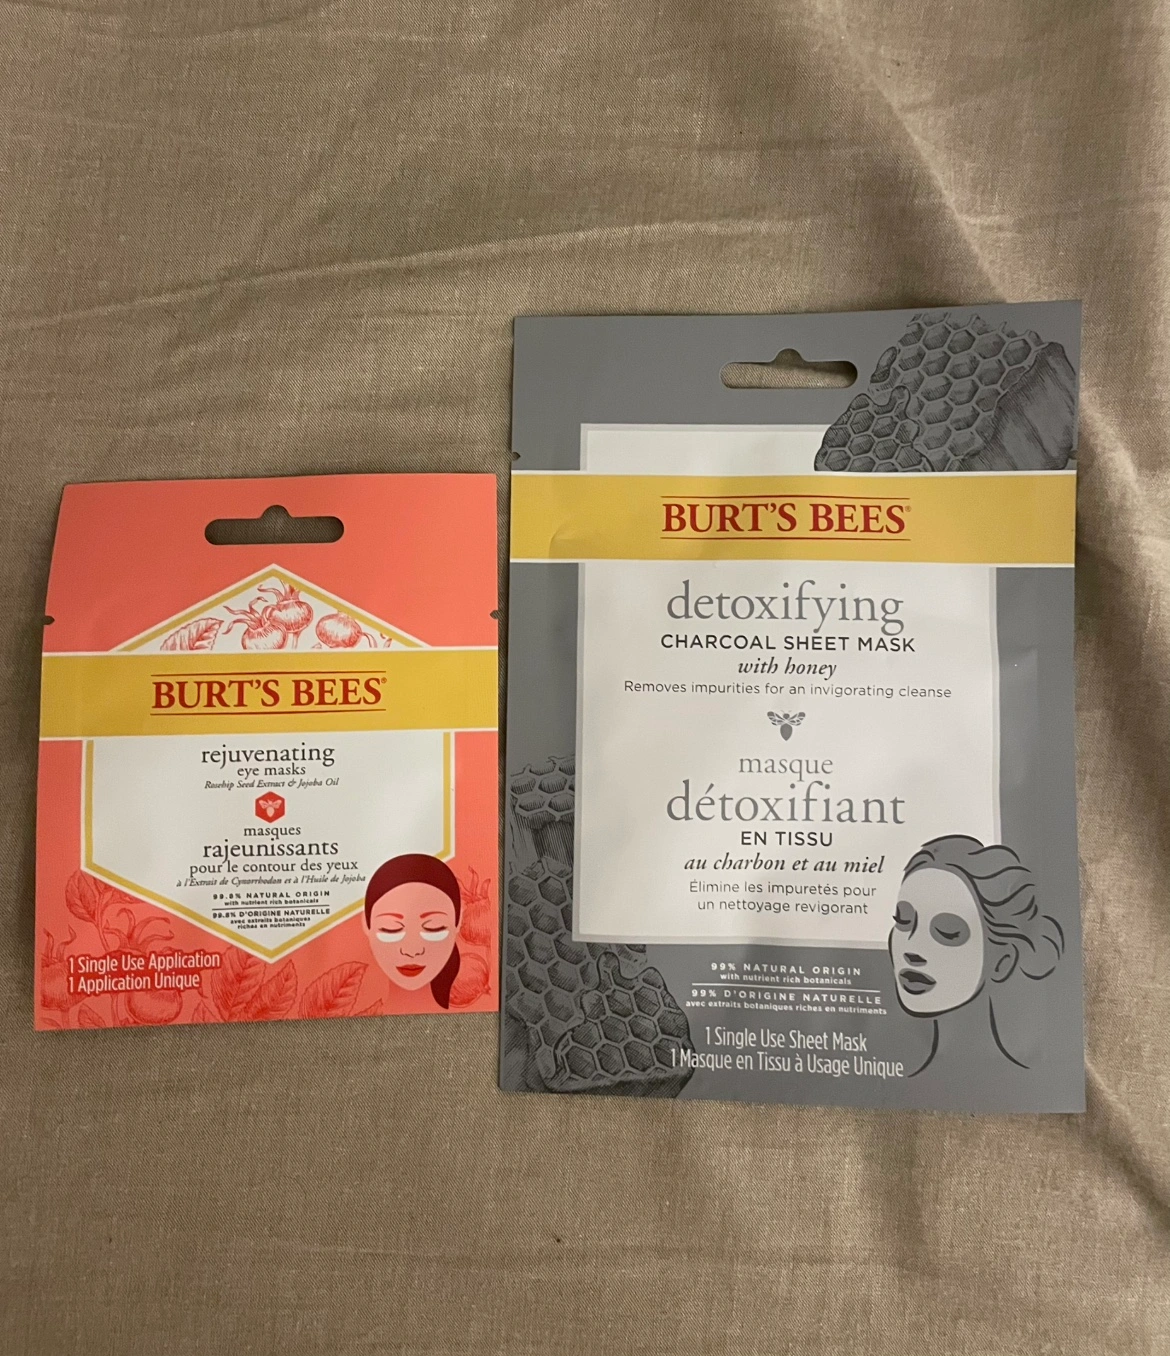 BURT'S BEES®
rejuvenating
eye masks
Rosehip Seed Extract & Jojoba Oil
masques
rajeunissants
pour le contour des yeux
à l'Extrait de Cynorrhodon et à l'Huile de Jojoba
99.8% NATURAL ORIGIN
with nutrient rich botanicals
99.8% D'ORIGINE NATURELLE
avec extraits botaniques
riches en nutriments
1 Single Use Application
1 Application Unique
BURT'S BEES®
detoxifying
CHARCOAL SHEET MASK
with honey
Removes impurities for an invigorating cleanse
masque
détoxifiant
EN TISSU
au charbon et au miel
Élimine les impuretés pour
un nettoyage revigorant
99% NATURAL ORIGIN
with nutrient rich botanicals
99% D'ORIGINE NATURELLE
avec extraits botaniques riches en nutriments
1 Single Use Sheet Mask
1 Masque en Tissu à Usage Unique